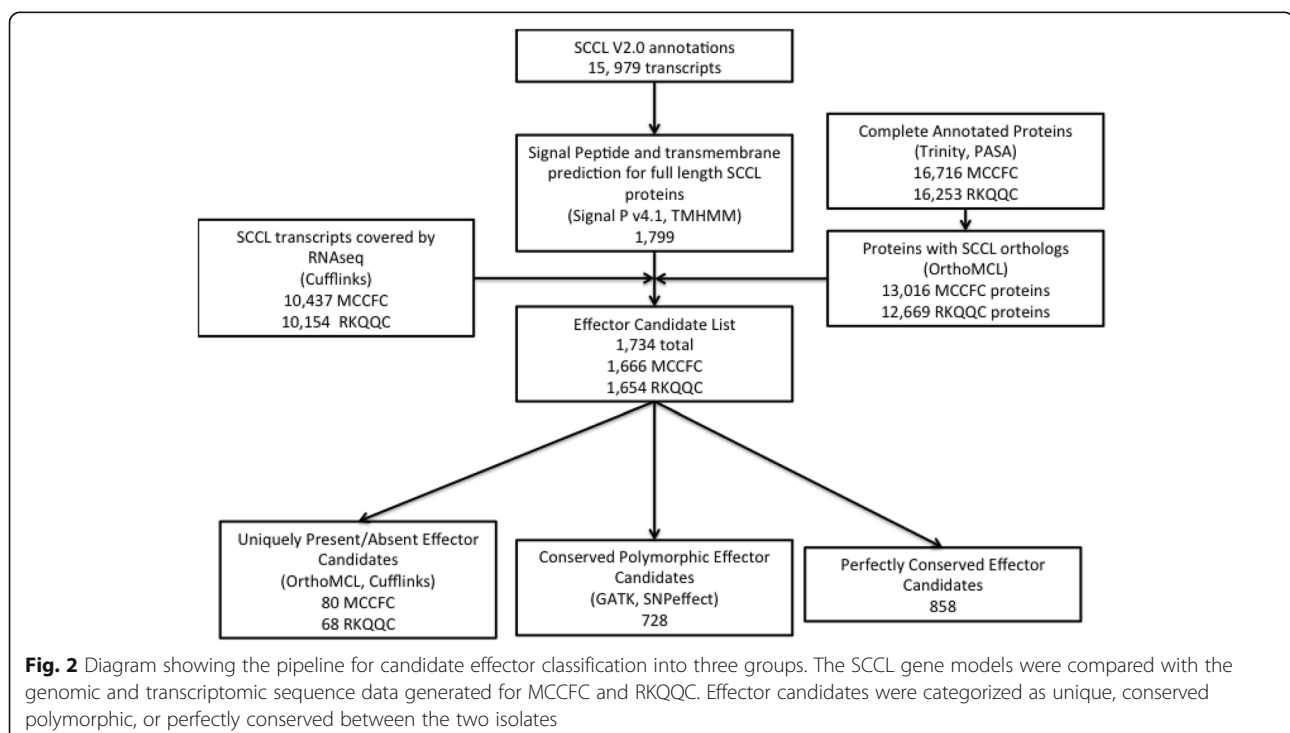 SCCL V2.0 annotations
15, 979 transcripts
Signal Peptide and transmembrane
prediction for full length SCCL
proteins
(Signal P v4.1, TMHMM)
1,799
Complete Annotated Proteins
(Trinity, PASA)
16,716 MCCFC
16,253 RKQQC
SCCL transcripts covered by
RNAseq
(Cufflinks)
10,437 MCCFC
10,154 RKQQC
Proteins with SCCL orthologs
(OrthoMCL)
13,016 MCCFC proteins
12,669 RKQQC proteins
Effector Candidate List
1,734 total
1,666 MCCFC
1,654 RKQQC
Uniquely Present/Absent Effector
Candidates
(OrthoMCL, Cufflinks)
80 MCCFC
68 RKQQC
Conserved Polymorphic Effector
Candidates
(GATK, SNPeffect)
728
Perfectly Conserved Effector
Candidates
858
Fig. 2 Diagram showing the pipeline for candidate effector classification into three groups. The SCCL gene models were compared with the
genomic and transcriptomic sequence data generated for MCCFC and RKQQC. Effector candidates were categorized as unique, conserved
polymorphic, or perfectly conserved between the two isolates